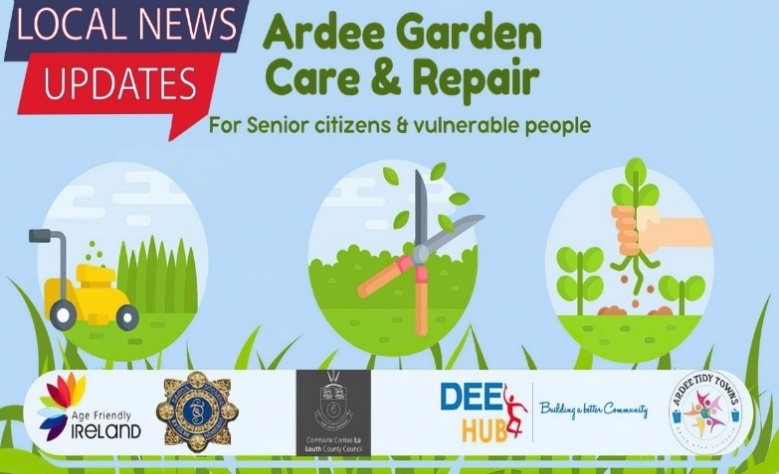 LOCAL NEWS
UPDATES
Ardee Garden
Care & Repair
For Senior citizens & vulnerable people
Age Friendly
IRELAND
Comhairle Contae Lú
Louth County Council
DEE
HUB
Building a better Community
ARDEE TIDY TOWNS